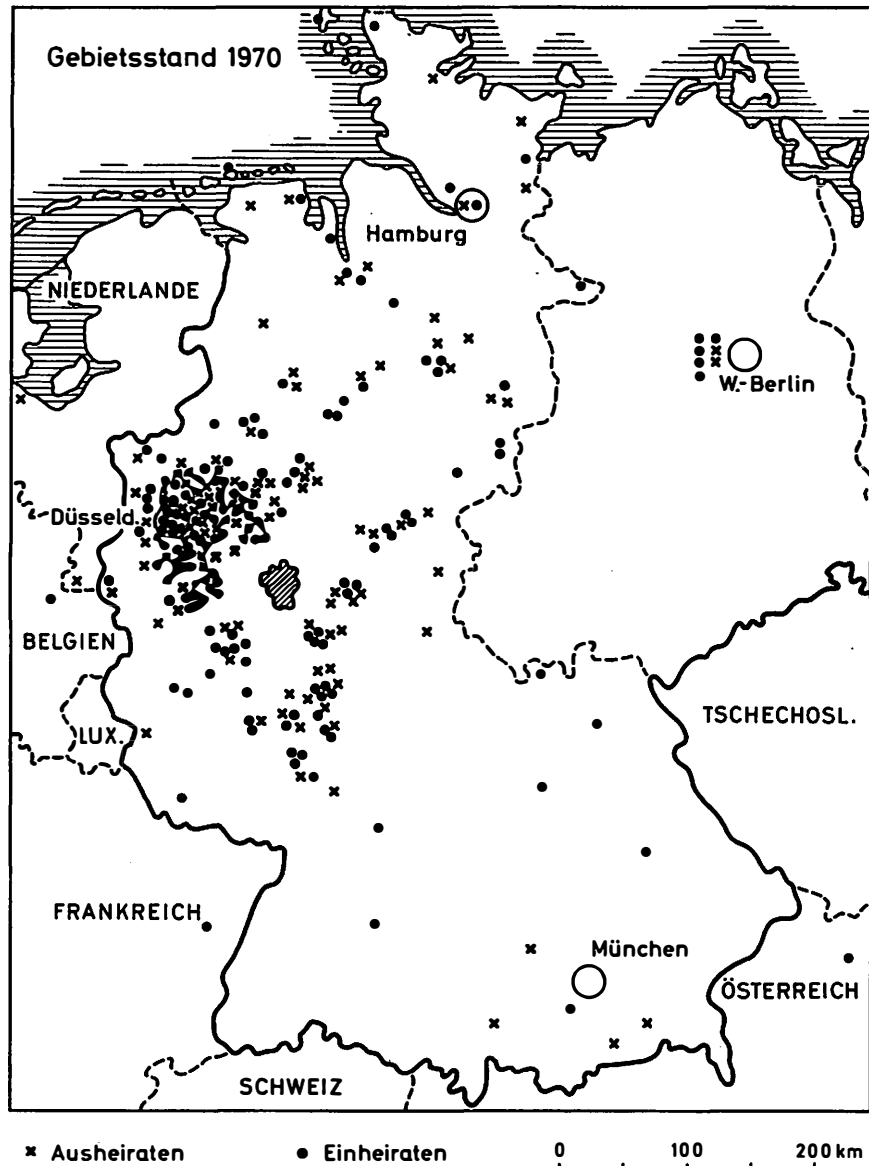 Gebietsstand 1970
Hamburg
NIEDERLANDE
W.-Berlin
Düsseld.
BELGIEN
TSCHECHOSL.
LUX.
FRANKREICH
München
ÖSTERREICH
SCHWEIZ
× Ausheiraten ● Einheiraten 0 100 200 km